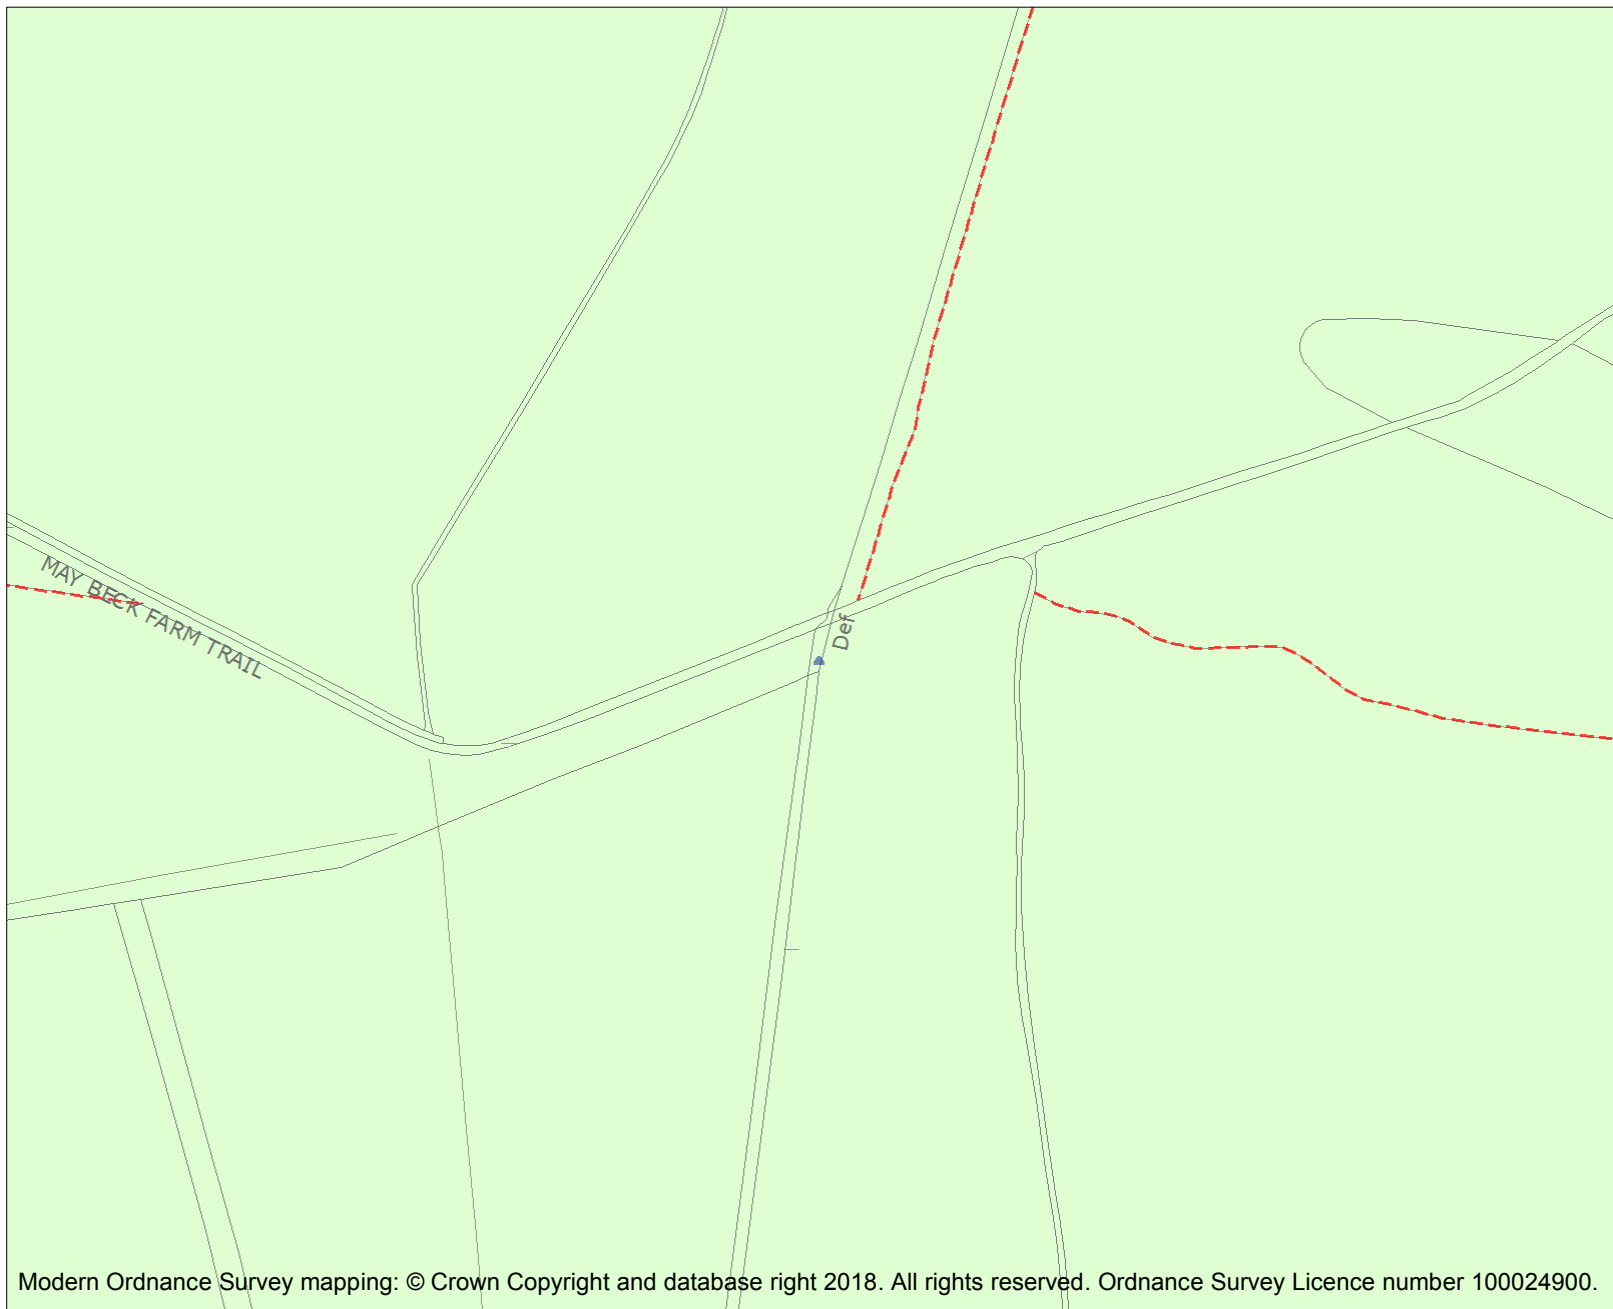 MAY BECK FARM TRAIL
Def
Modern Ordnance Survey mapping: © Crown Copyright and database right 2018. All rights reserved. Ordnance Survey Licence number 100024900.